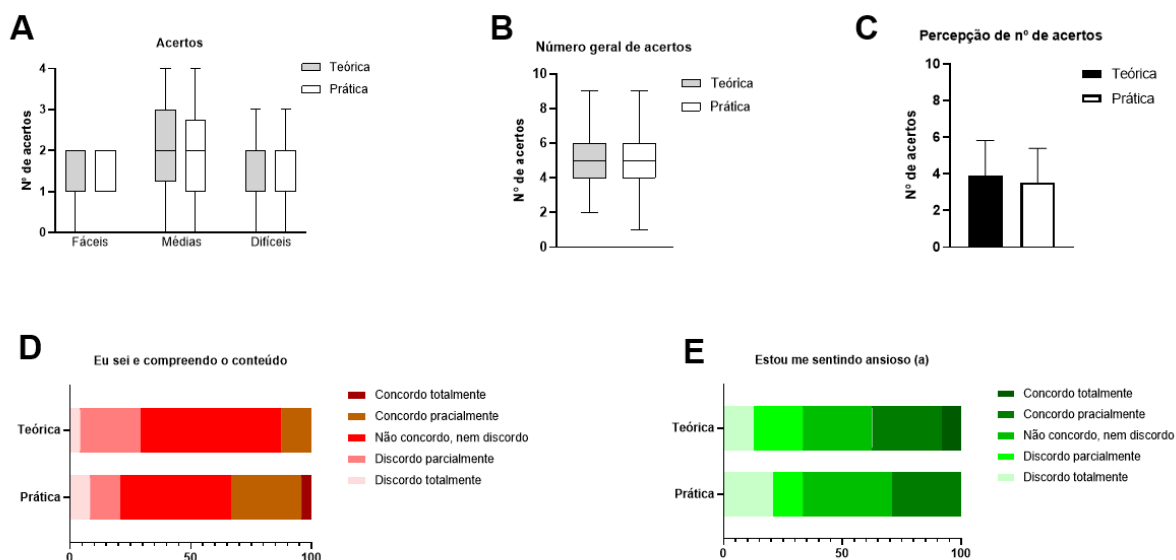 A
Acertos
Nº de acertos
4
3
2
1
0
Fáceis
Médias
Difíceis
Teórica
Prática
B
Número geral de acertos
Nº de acertos
10
8
6
4
2
0
Teórica
Prática
C
Percepção de nº de acertos
Nº de acertos
10
8
6
4
2
0
Teórica
Prática
D
Eu sei e compreendo o conteúdo
Teórica
Prática
0
50
100
Concordo totalmente
Concordo pracialmente
Não concordo, nem discordo
Discordo parcialmente
Discordo totalmente
E
Estou me sentindo ansioso (a)
Teórica
Prática
0
50
100
Concordo totalmente
Concordo pracialmente
Não concordo, nem discordo
Discordo parcialmente
Discordo totalmente